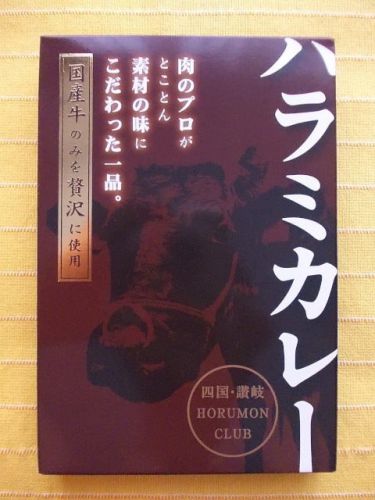 ハラミカレー
肉のプロが
とことん
素材の味に
こだわった一品。
国産牛のみを贅沢に使用
四国・讃岐
HORUMON
CLUB